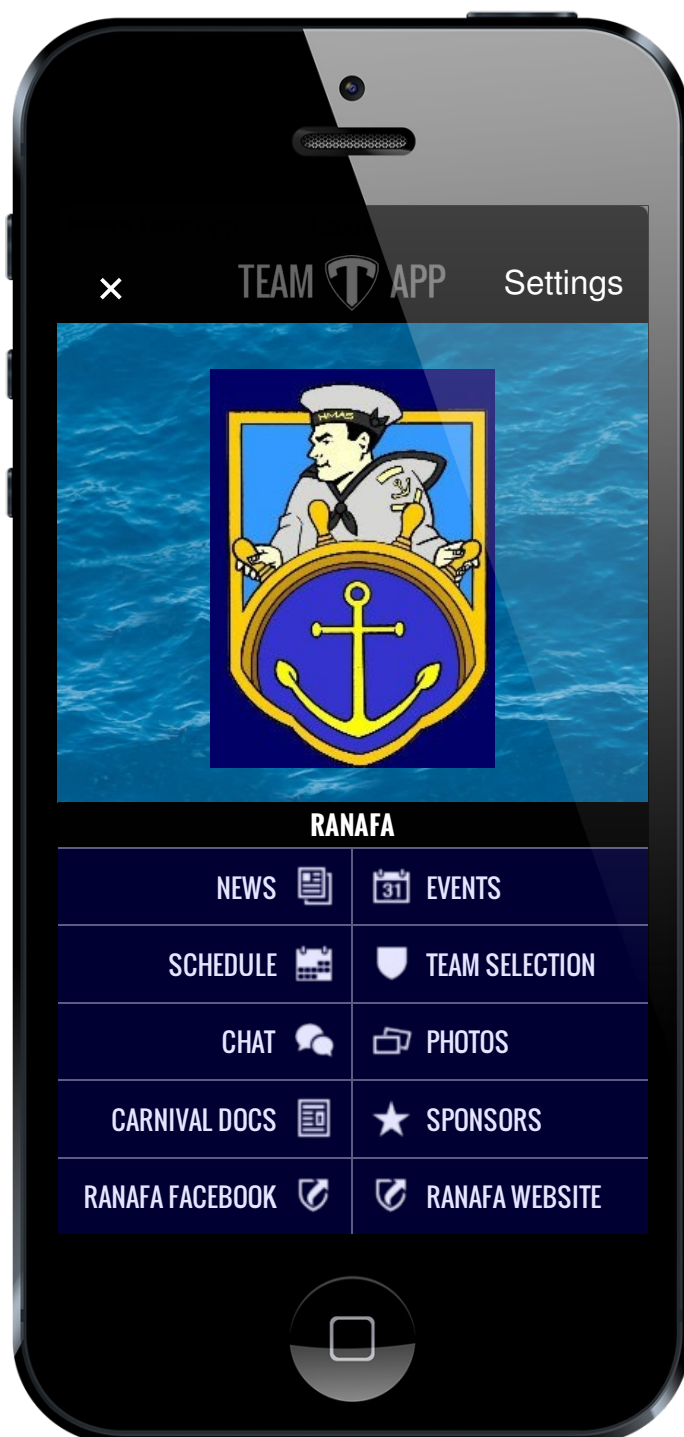 × TEAM T APP Settings
HMAS
RANAFA
NEWS 31 EVENTS
SCHEDULE TEAM SELECTION
CHAT PHOTOS
CARNIVAL DOCS SPONSORS
RANAFA FACEBOOK RANAFA WEBSITE